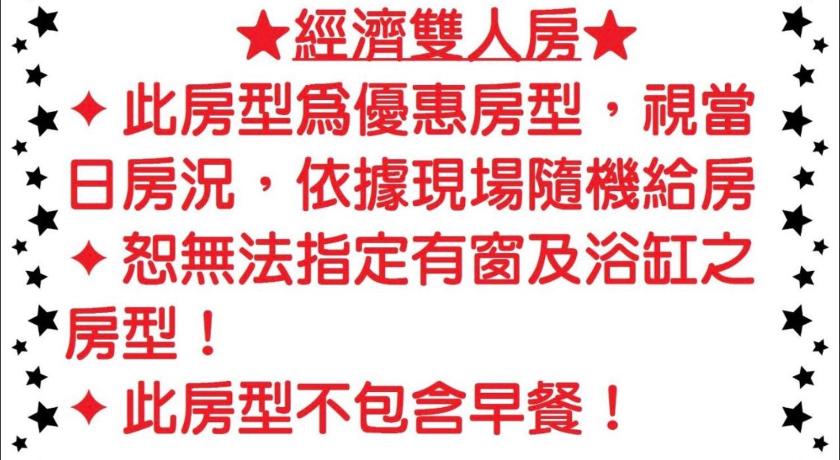 ★經濟雙人房★
✦ 此房型為優惠房型，視當
日房況，依據現場隨機給房
✦ 恕無法指定有窗及浴缸之
房型！
✦ 此房型不包含早餐！